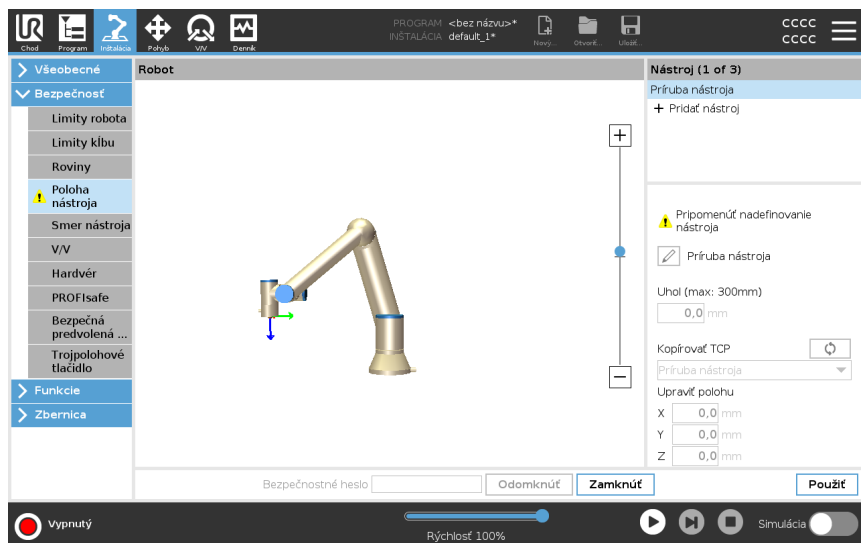 PROGRAM <bez názvu>*
INŠTALÁCIA default_1*
CCCC
CCCC
Chod
Program
Inštalácia
Pohyb
V/V
Denník
Nový...
Otvoriť...
Uložiť...
Všeobecné
Bezpečnosť
Limity robota
Limity kĺbu
Roviny
Poloha
nástroja
Smer nástroja
V/V
Hardvér
PROFIsafe
Bezpečná
predvolená ...
Trojpolohové
tlačidlo
Funkcie
Zbernica
Robot
Nástroj (1 of 3)
Príruba nástroja
+ Pridať nástroj
Pripomenúť nadefinovanie
nástroja
Príruba nástroja
Uhol (max: 300mm)
0,0 mm
Kopírovať TCP
Príruba nástroja
Upraviť polohu
X 0,0 mm
Y 0,0 mm
Z 0,0 mm
Bezpečnostné heslo
Odomknúť
Zamknúť
Použiť
Vypnutý
Rýchlosť 100%
Simulácia